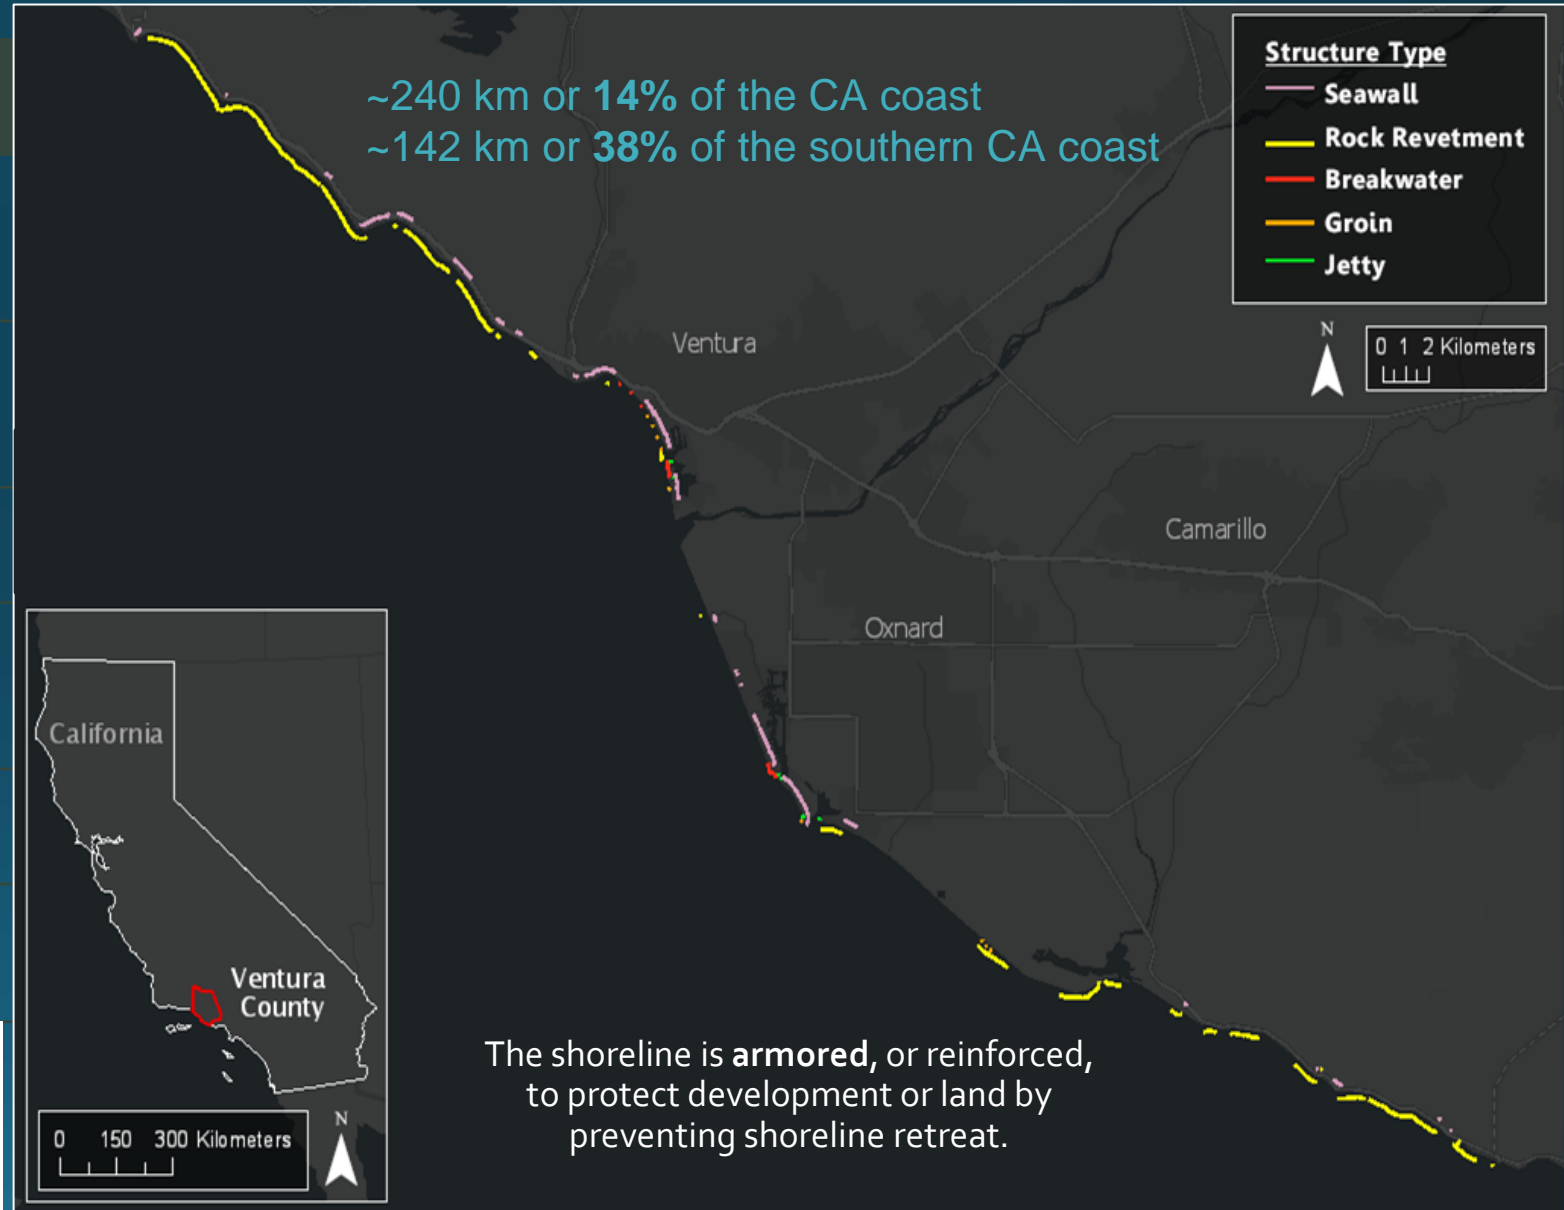 ~240 km or 14% of the CA coast
~142 km or 38% of the southern CA coast
Structure Type
Seawall
Rock Revetment
Breakwater
Groin
Jetty
N
0 1 2 Kilometers
Ventura
Camarillo
Oxnard
California
Ventura
County
0 150 300 Kilometers
N
The shoreline is armored, or reinforced,
to protect development or land by
preventing shoreline retreat.